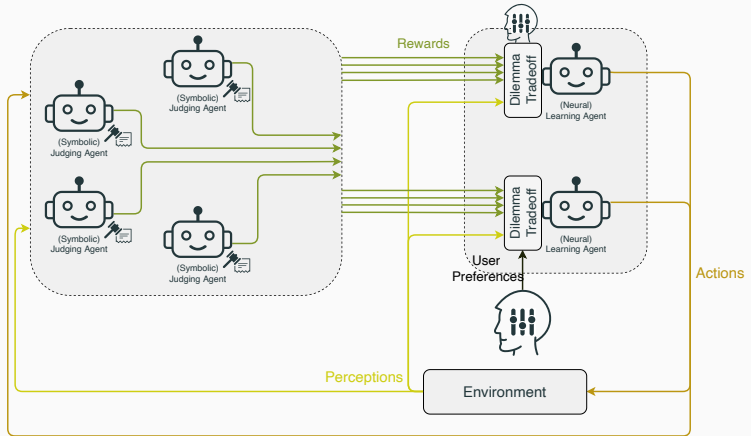 Rewards
(Symbolic)
Judging Agent
(Symbolic)
Judging Agent
(Symbolic)
Judging Agent
(Symbolic)
Judging Agent
Dilemma
Tradeoff
(Neural)
Learning Agent
Dilemma
Tradeoff
(Neural)
Learning Agent
User
Preferences
Actions
Perceptions
Environment